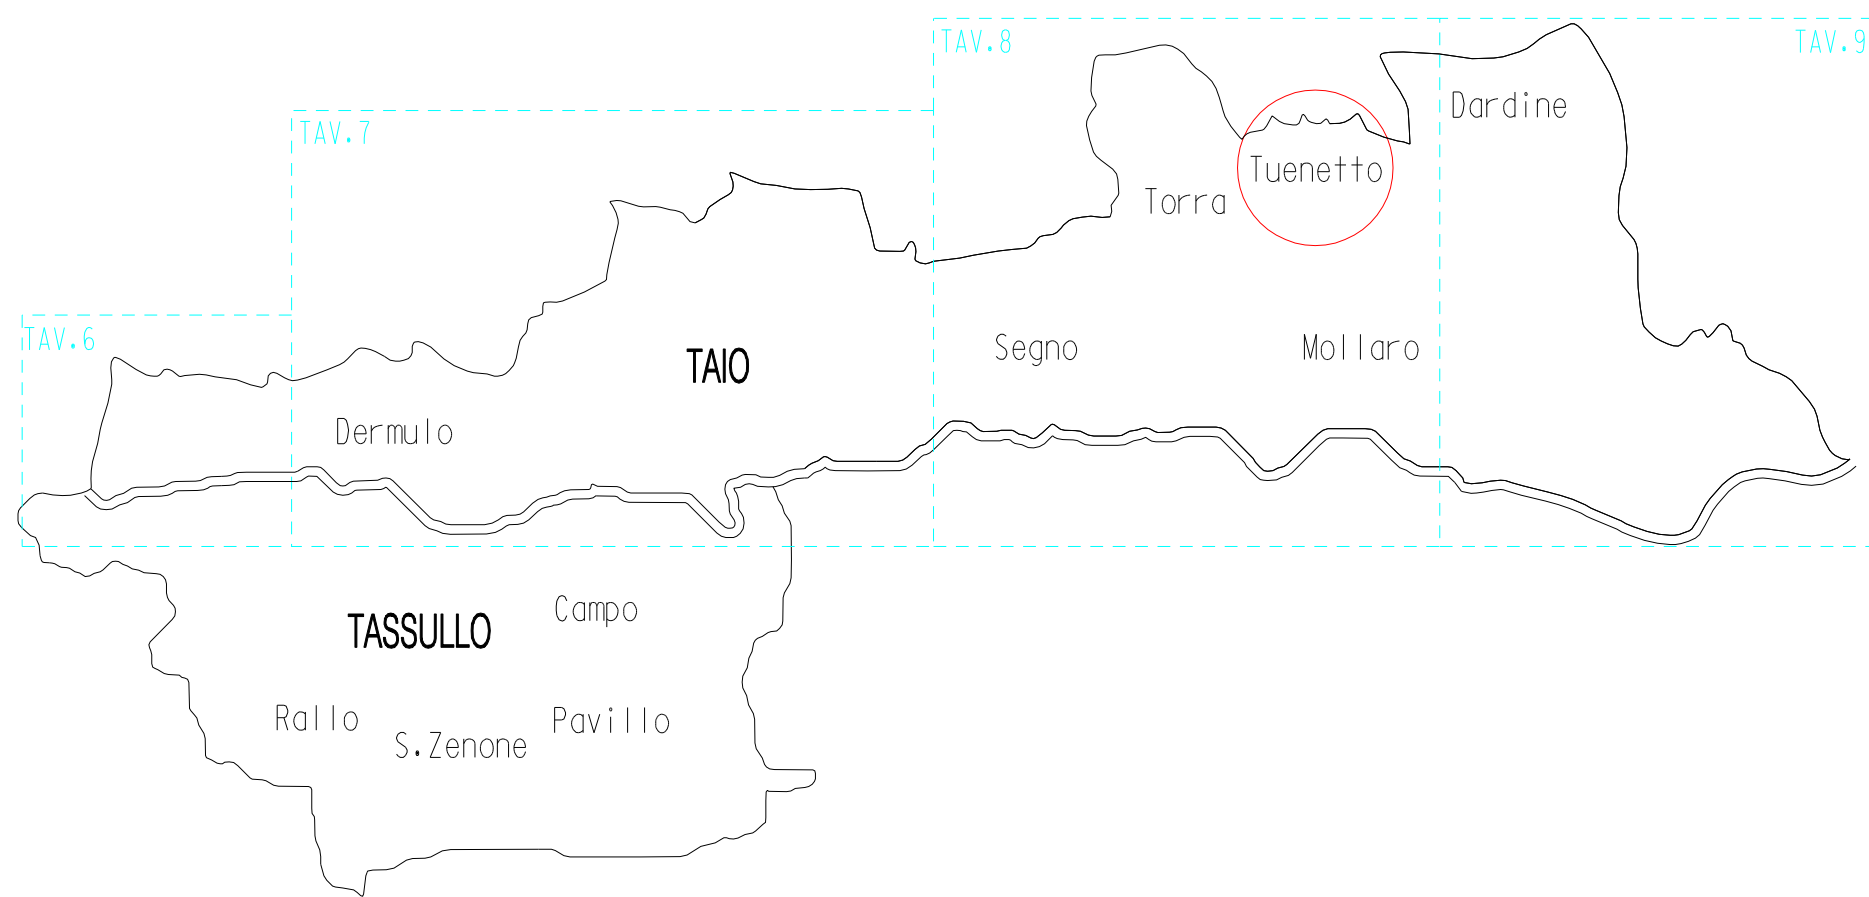 TAV.8
TAV.9
Dardine
TAV.7
Tuenetto
Torra
TAV.6
TAIO
Segno
Mollaro
Dermulo
Campo
TASSULLO
Rallo
Pavillo
S.Zenone